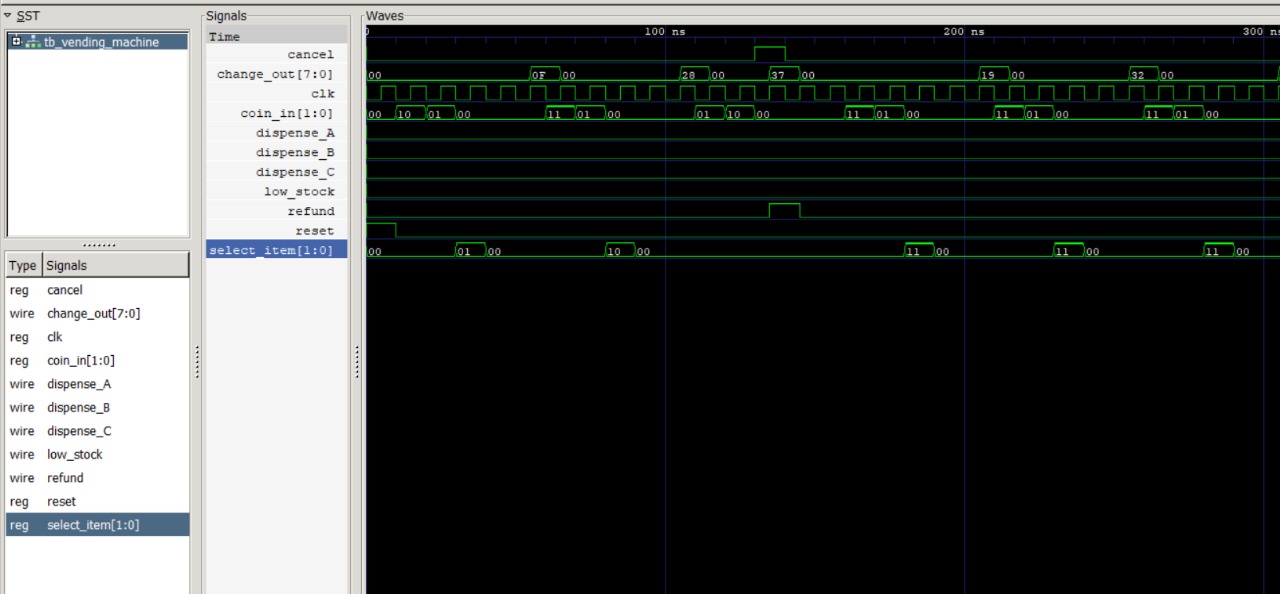 SST
Signals
Waves
tb_vending_machine
Time
0 100 ns 200 ns 300 ns
cancel
change_out[7:0] 00 0F 00 28 00 37 00 19 00 32 00
clk
coin_in[1:0] 00 10 01 00 11 01 00 01 10 00 11 01 00 11 01 00 11 01 00
dispense_A
dispense_B
dispense_C
low_stock
refund
reset
select_item[1:0] 00 01 00 10 00 11 00 11 00 11 00
Type Signals
reg cancel
wire change_out[7:0]
reg clk
reg coin_in[1:0]
wire dispense_A
wire dispense_B
wire dispense_C
wire low_stock
wire refund
reg reset
reg select_item[1:0]